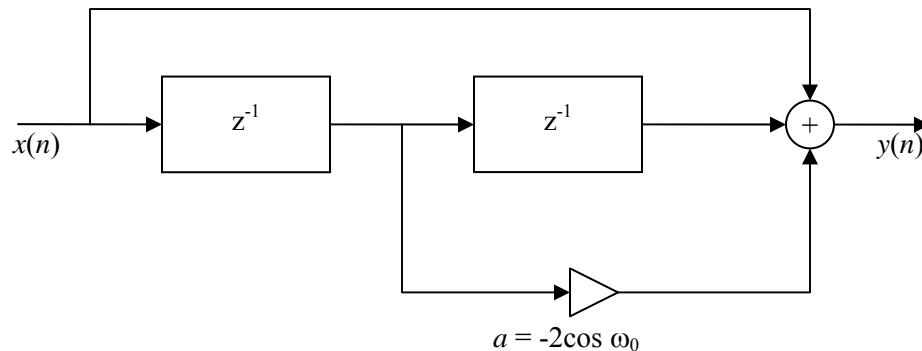 z⁻¹
z⁻¹
+
x(n)
y(n)
a = -2cos ω₀